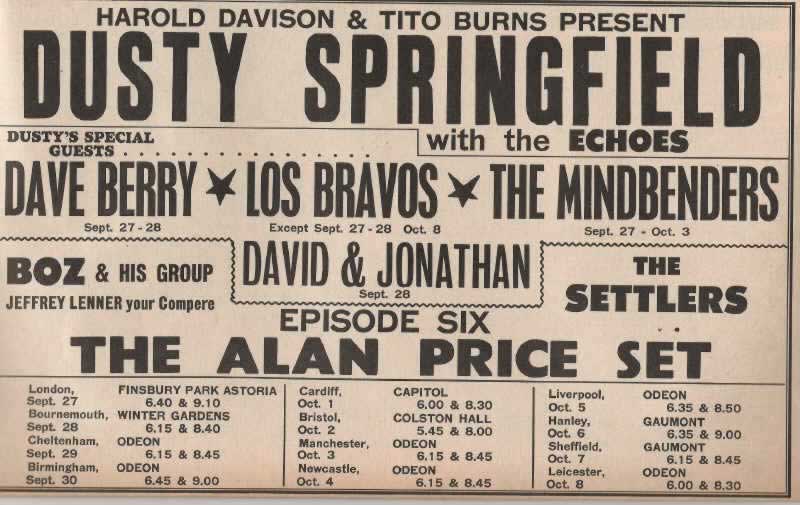 HAROLD DAVISON & TITO BURNS PRESENT
DUSTY SPRINGFIELD
with the ECHOES
DUSTY'S SPECIAL
GUESTS . . . . . . . . . . . . . . .
DAVE BERRY ★ LOS BRAVOS ★ THE MINDBENDERS
Sept. 27 - 28 Except Sept. 27-28 Oct. 8 Sept. 27 - Oct. 3
BOZ & HIS GROUP
JEFFREY LENNER your Compere
DAVID & JONATHAN
Sept. 28
THE
SETTLERS
EPISODE SIX
THE ALAN PRICE SET
London, FINSBURY PARK ASTORIA
Sept. 27 6.40 & 9.10
Bournemouth, WINTER GARDENS
Sept. 28 6.15 & 8.40
Cheltenham, ODEON
Sept. 29 6.15 & 8.45
Birmingham, ODEON
Sept. 30 6.45 & 9.00
Cardiff, CAPITOL
Oct. 1 6.00 & 8.30
Bristol, COLSTON HALL
Oct. 2 5.45 & 8.00
Manchester, ODEON
Oct. 3 6.15 & 8.45
Newcastle, ODEON
Oct. 4 6.15 & 8.45
Liverpool, ODEON
Oct. 5 6.35 & 8.50
Hanley, GAUMONT
Oct. 6 6.35 & 9.00
Sheffield, GAUMONT
Oct. 7 6.15 & 8.45
Leicester, ODEON
Oct. 8 6.00 & 8.30